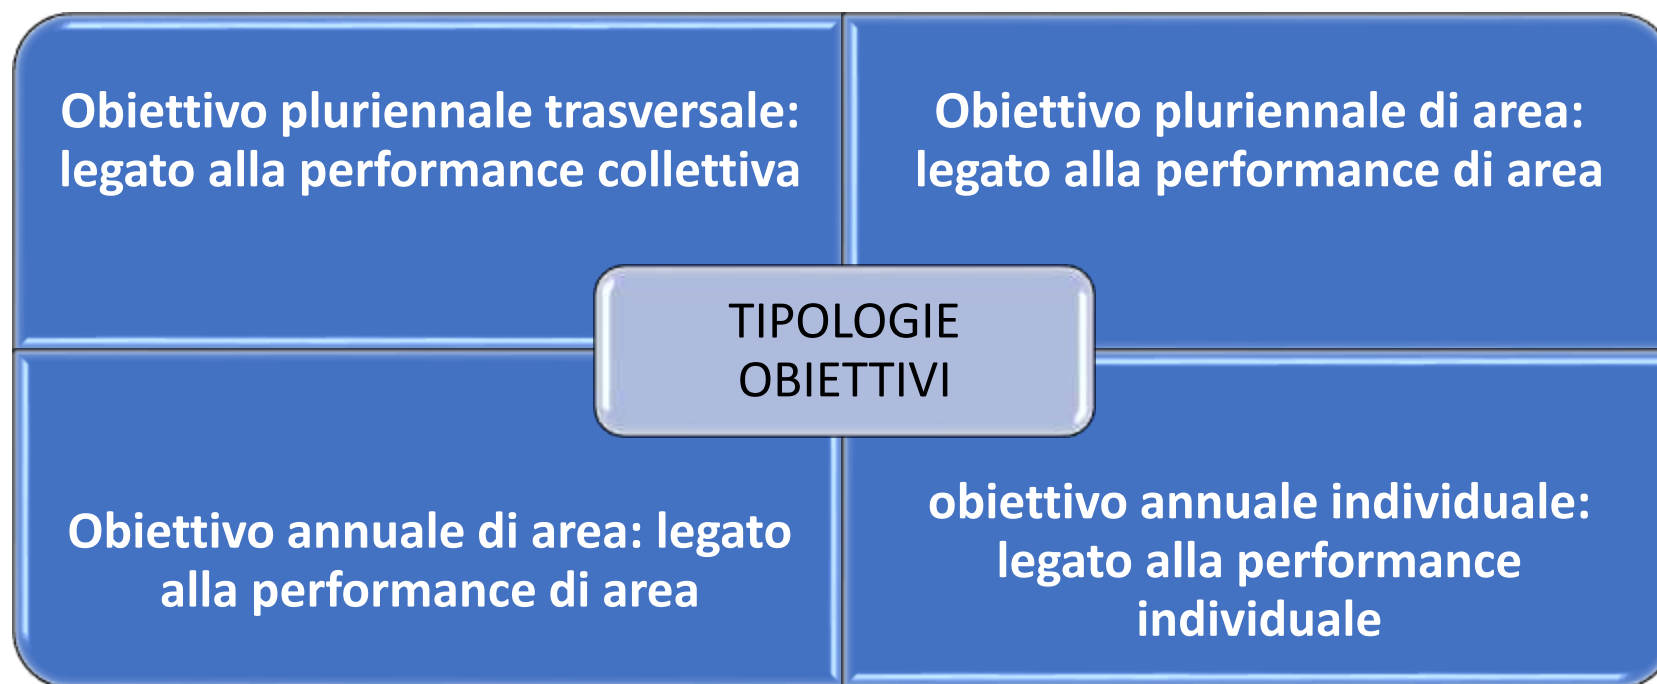 Obiettivo pluriennale trasversale:
legato alla performance collettiva
Obiettivo pluriennale di area:
legato alla performance di area
TIPOLOGIE
OBIETTIVI
Obiettivo annuale di area: legato
alla performance di area
obiettivo annuale individuale:
legato alla performance
individuale